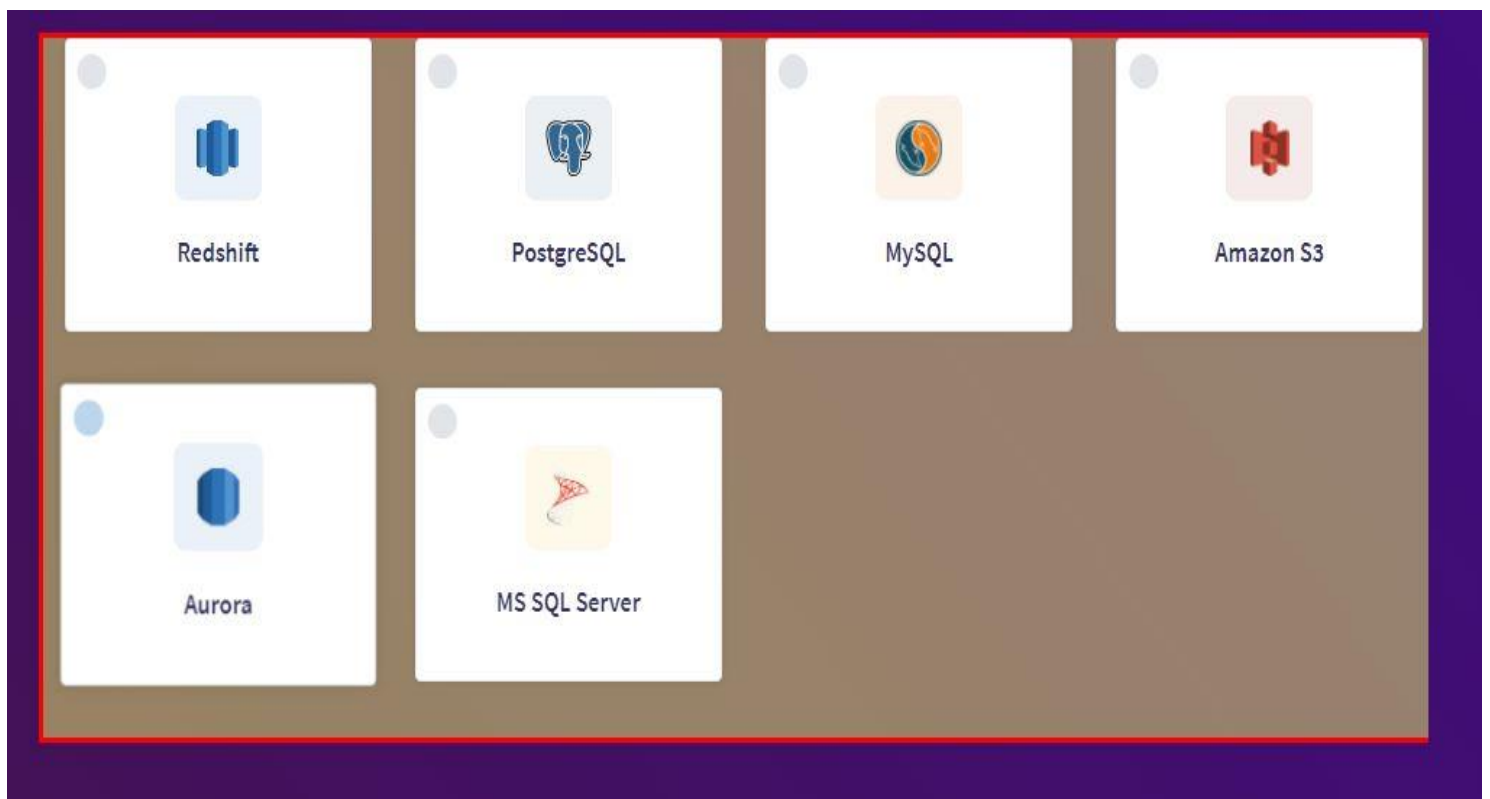 Redshift
PostgreSQL
MySQL
Amazon S3
Aurora
MS SQL Server